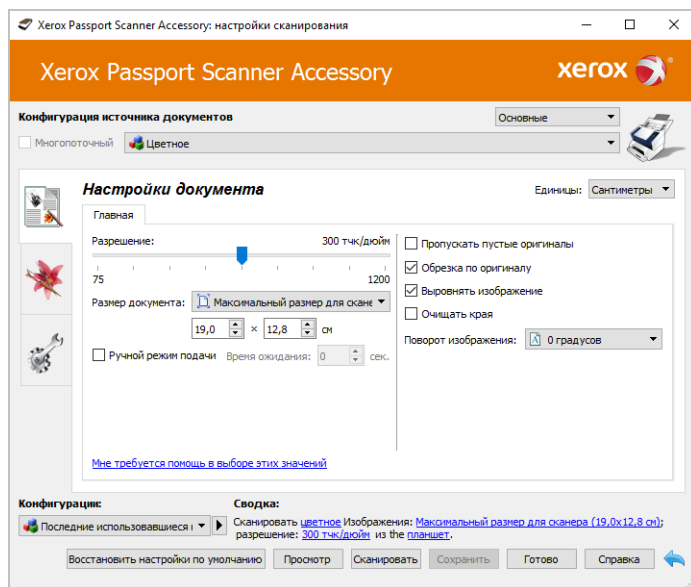 Xerox Passport Scanner Accessory: настройки сканирования
Xerox Passport Scanner Accessory
xerox
Конфигурация источника документов
Основные
Многопоточный
Цветное
Настройки документа
Единицы: Сантиметры
Главная
Разрешение: 300 тчк/дюйм
75 1200
Размер документа: Максимальный размер для скане
19,0 × 12,8 см
Ручной режим подачи Время ожидания: 0 сек.
Пропускать пустые оригиналы
Обрезка по оригиналу
Выровнять изображение
Очищать края
Поворот изображения: 0 градусов
Мне требуется помощь в выборе этих значений
Конфигурации:
Последние использовавшиеся
Сводка:
Сканировать цветное Изображения: Максимальный размер для сканера (19,0x12,8 см);
разрешение: 300 тчк/дюйм из the планшет.
Восстановить настройки по умолчанию Просмотр Сканировать Сохранить Готово Справка